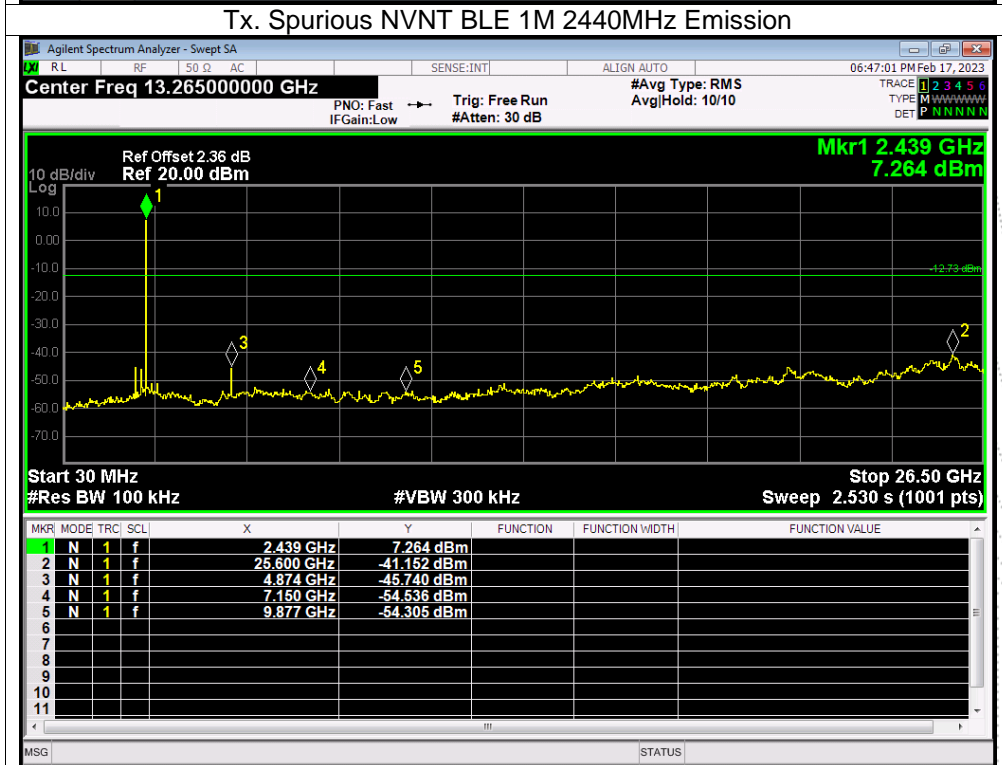 Tx. Spurious NVNT BLE 1M 2440MHz Emission
Agilent Spectrum Analyzer - Swept SA
LXI RL RF 50 Ω AC SENSE:INT ALIGN AUTO 06:47:01 PM Feb 17, 2023
Center Freq 13.265000000 GHz #Avg Type: RMS TRACE 1 2 3 4 5 6
PNO: Fast Trig: Free Run Avg|Hold: 10/10 TYPE M WWWWW
IFGain:Low #Atten: 30 dB DET P N N N N N
Mkr1 2.439 GHz
Ref Offset 2.36 dB
10 dB/div Ref 20.00 dBm 7.264 dBm
Log
1
10.0
0.00
-10.0
-12.73 dBm
-20.0
-30.0
2
3
-40.0
4 5
-50.0
-60.0
-70.0
Start 30 MHz Stop 26.50 GHz
#Res BW 100 kHz #VBW 300 kHz Sweep 2.530 s (1001 pts)
MKR MODE TRC SCL X Y FUNCTION FUNCTION WIDTH FUNCTION VALUE
1 N 1 f 2.439 GHz 7.264 dBm
2 N 1 f 25.600 GHz -41.152 dBm
3 N 1 f 4.874 GHz -45.740 dBm
4 N 1 f 7.150 GHz -54.536 dBm
5 N 1 f 9.877 GHz -54.305 dBm
6
7
8
9
10
11
MSG STATUS